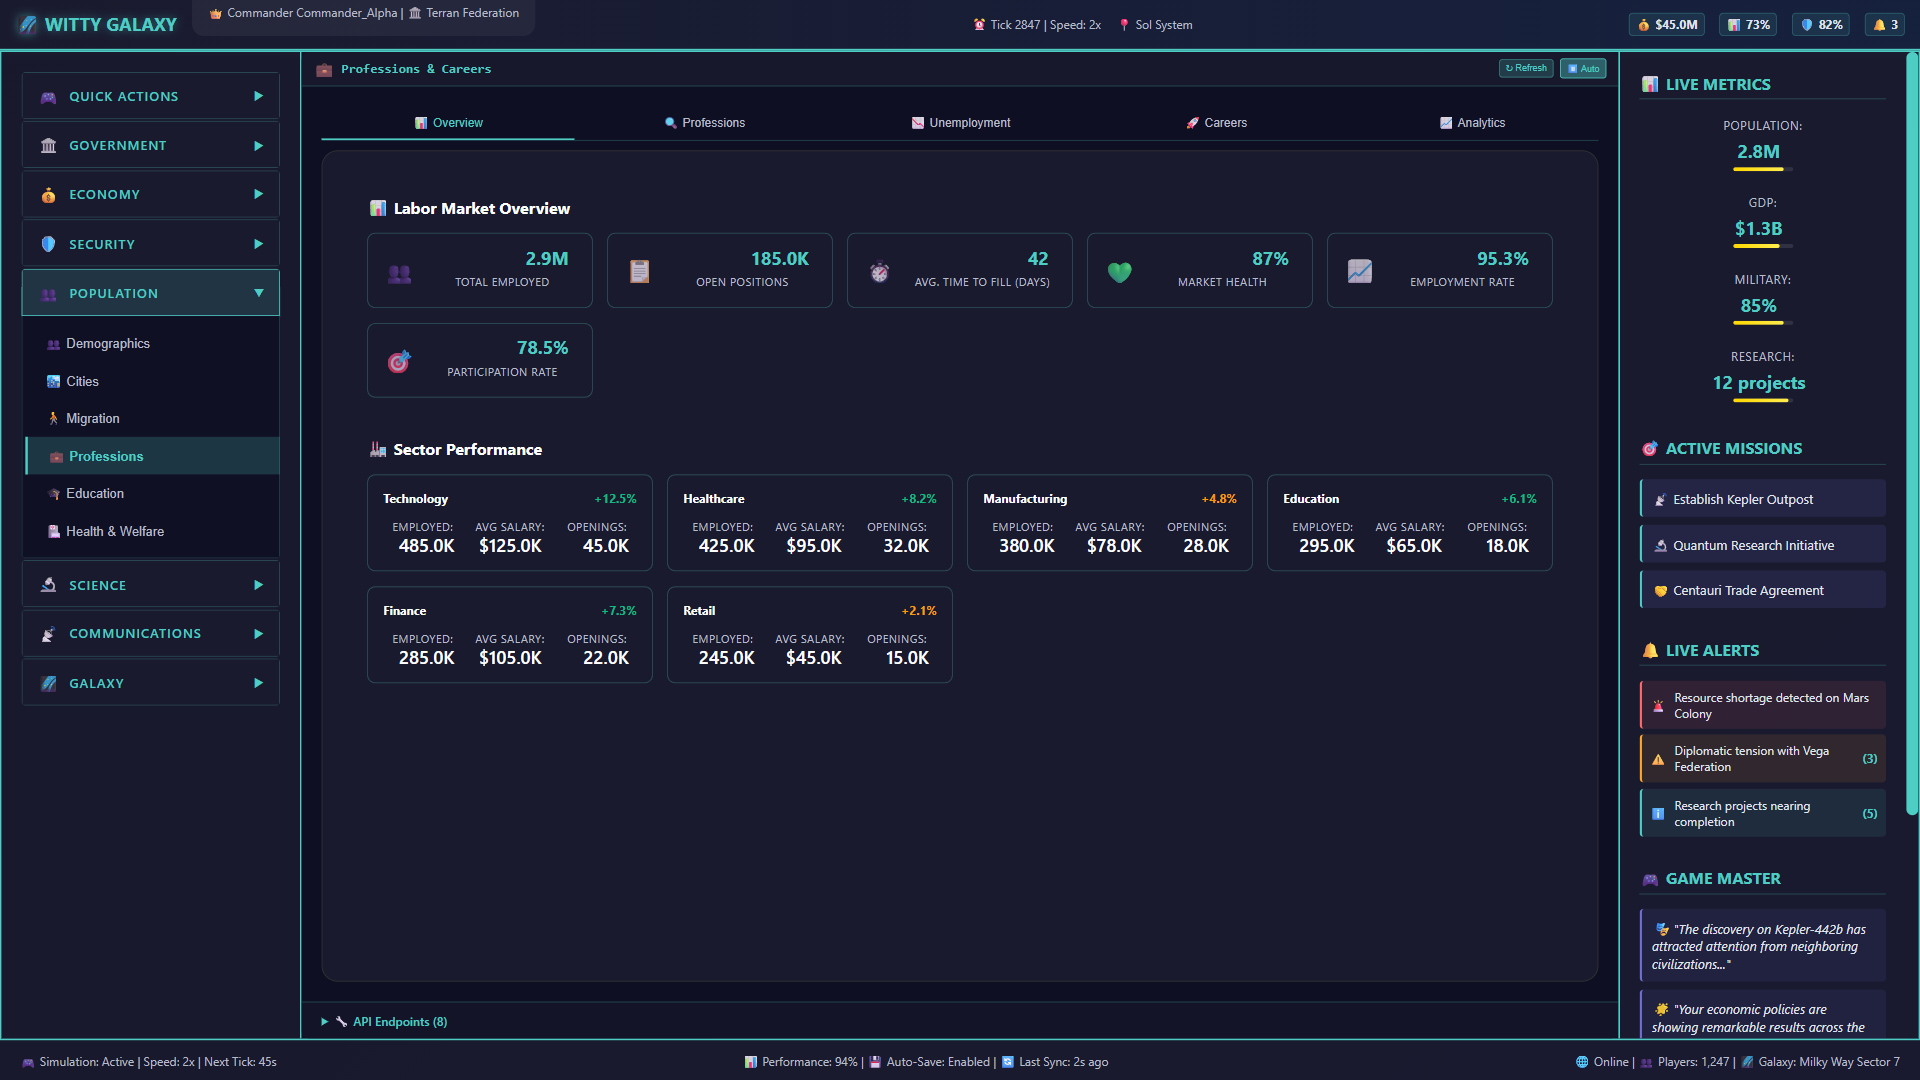 WITTY GALAXY
Commander Commander_Alpha | Terran Federation
Tick 2847 | Speed: 2x
Sol System
$45.0M
73%
82%
3
QUICK ACTIONS
GOVERNMENT
ECONOMY
SECURITY
POPULATION
Demographics
Cities
Migration
Professions
Education
Health & Welfare
SCIENCE
COMMUNICATIONS
GALAXY
Professions & Careers
↻ Refresh
Auto
Overview
Professions
Unemployment
Careers
Analytics
Labor Market Overview
2.9M
TOTAL EMPLOYED
185.0K
OPEN POSITIONS
42
AVG. TIME TO FILL (DAYS)
87%
MARKET HEALTH
95.3%
EMPLOYMENT RATE
78.5%
PARTICIPATION RATE
Sector Performance
Technology +12.5%
EMPLOYED: AVG SALARY: OPENINGS:
485.0K $125.0K 45.0K
Healthcare +8.2%
EMPLOYED: AVG SALARY: OPENINGS:
425.0K $95.0K 32.0K
Manufacturing +4.8%
EMPLOYED: AVG SALARY: OPENINGS:
380.0K $78.0K 28.0K
Education +6.1%
EMPLOYED: AVG SALARY: OPENINGS:
295.0K $65.0K 18.0K
Finance +7.3%
EMPLOYED: AVG SALARY: OPENINGS:
285.0K $105.0K 22.0K
Retail +2.1%
EMPLOYED: AVG SALARY: OPENINGS:
245.0K $45.0K 15.0K
API Endpoints (8)
LIVE METRICS
POPULATION:
2.8M
GDP:
$1.3B
MILITARY:
85%
RESEARCH:
12 projects
ACTIVE MISSIONS
Establish Kepler Outpost
Quantum Research Initiative
Centauri Trade Agreement
LIVE ALERTS
Resource shortage detected on Mars
Colony
Diplomatic tension with Vega
Federation
(3)
Research projects nearing
completion
(5)
GAME MASTER
"The discovery on Kepler-442b has
attracted attention from neighboring
civilizations..."
"Your economic policies are
showing remarkable results across the
Simulation: Active | Speed: 2x | Next Tick: 45s
Performance: 94% | Auto-Save: Enabled | Last Sync: 2s ago
Online | Players: 1,247 | Galaxy: Milky Way Sector 7